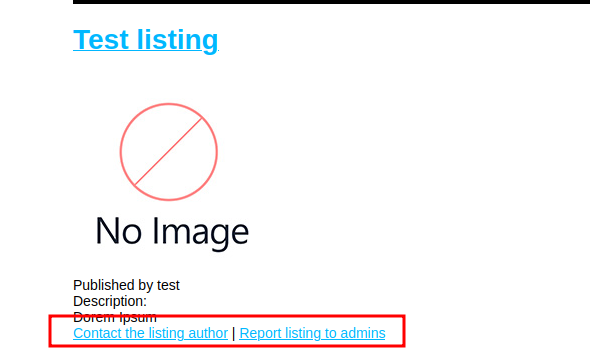 Test listing
No Image
Published by test
Description:
Dorem Ipsum
Contact the listing author | Report listing to admins